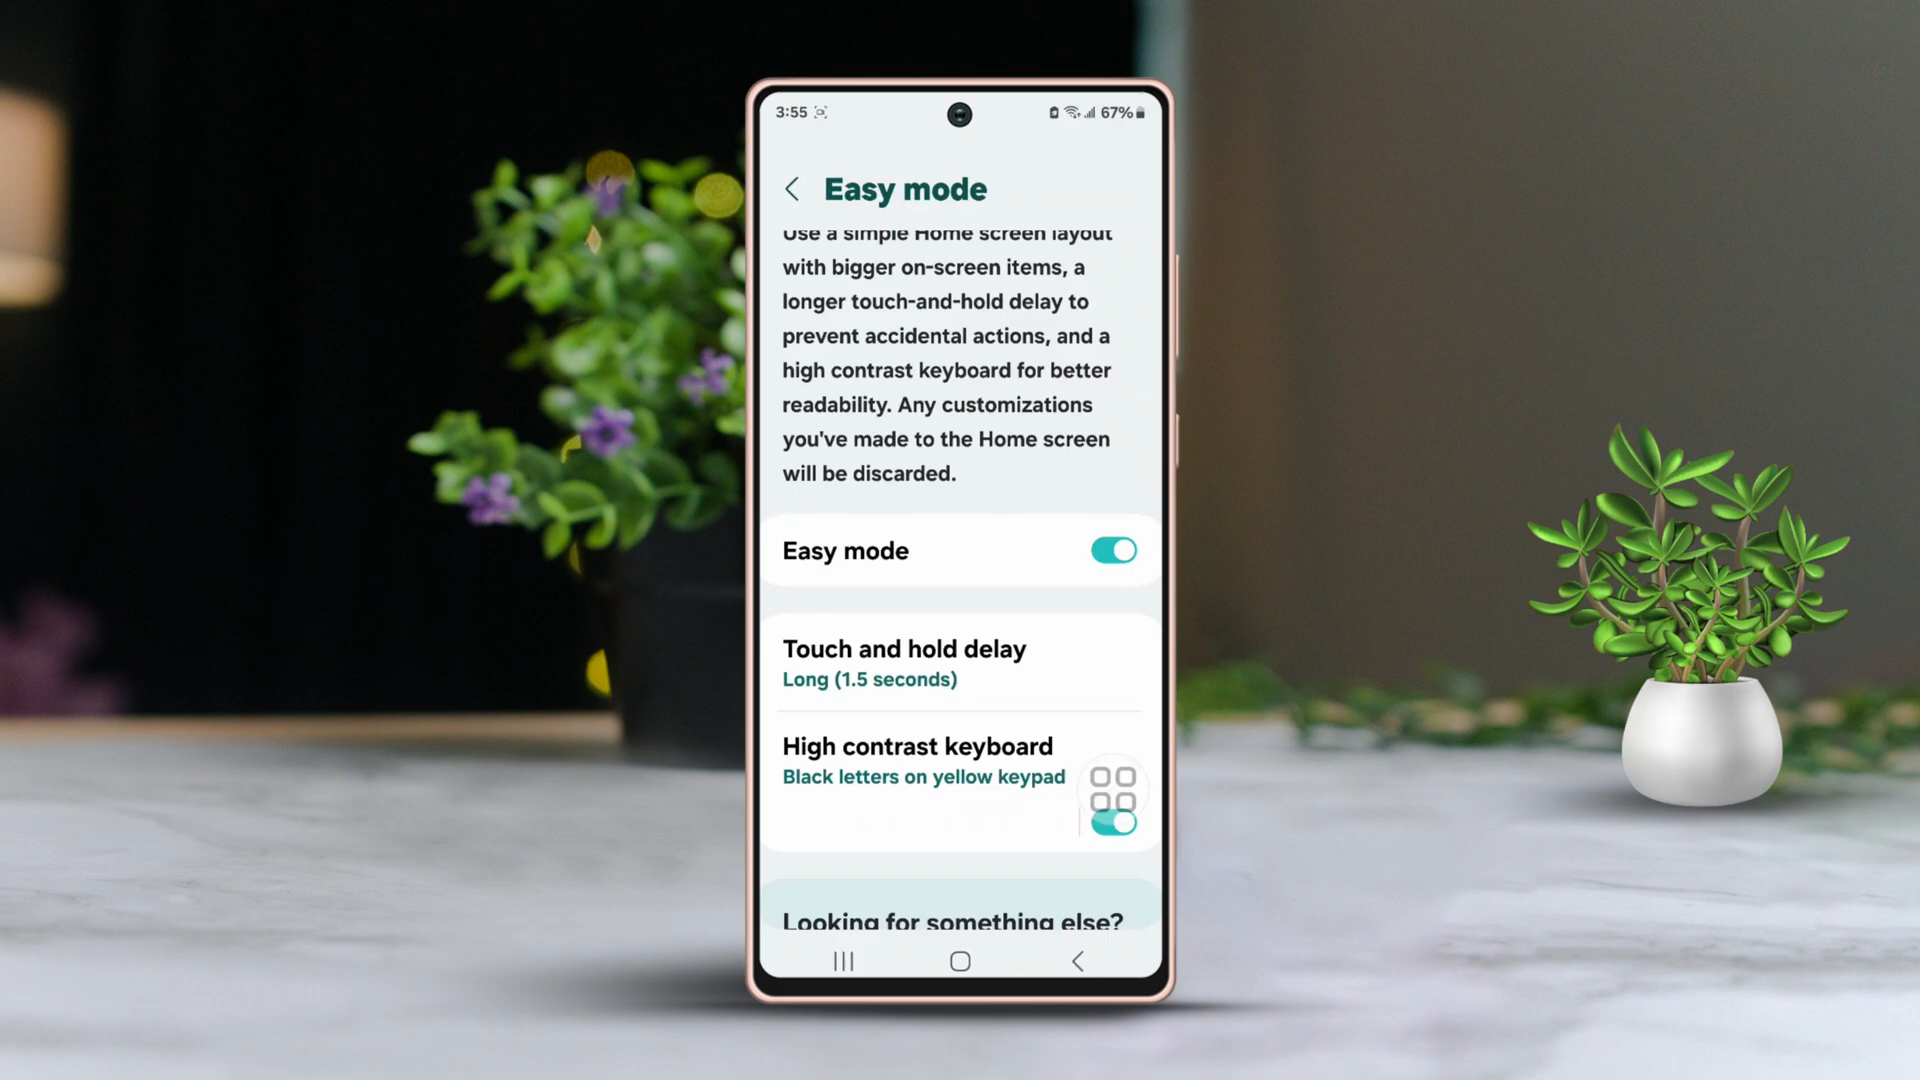 3:55
67%
Easy mode
Use a simple Home screen layout
with bigger on-screen items, a
longer touch-and-hold delay to
prevent accidental actions, and a
high contrast keyboard for better
readability. Any customizations
you've made to the Home screen
will be discarded.
Easy mode
Touch and hold delay
Long (1.5 seconds)
High contrast keyboard
Black letters on yellow keypad
Looking for something else?